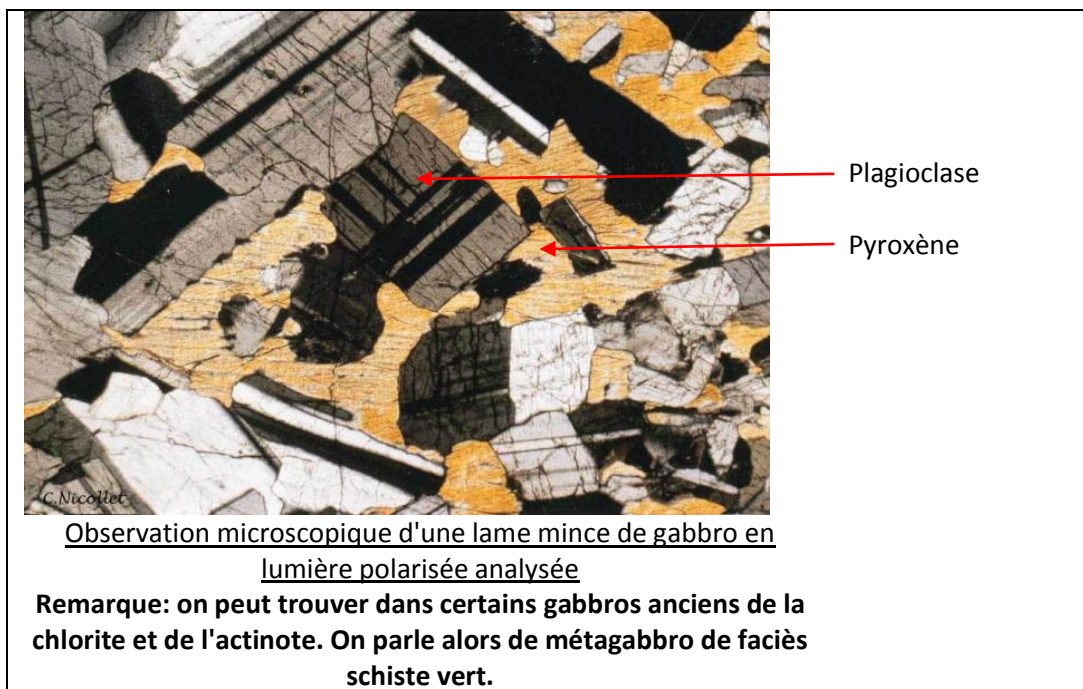 Plagioclase
Pyroxène
C.Nicollet
Observation microscopique d'une lame mince de gabbro en
lumière polarisée analysée
Remarque: on peut trouver dans certains gabbros anciens de la
chlorite et de l'actinote. On parle alors de métagabbro de faciès
schiste vert.